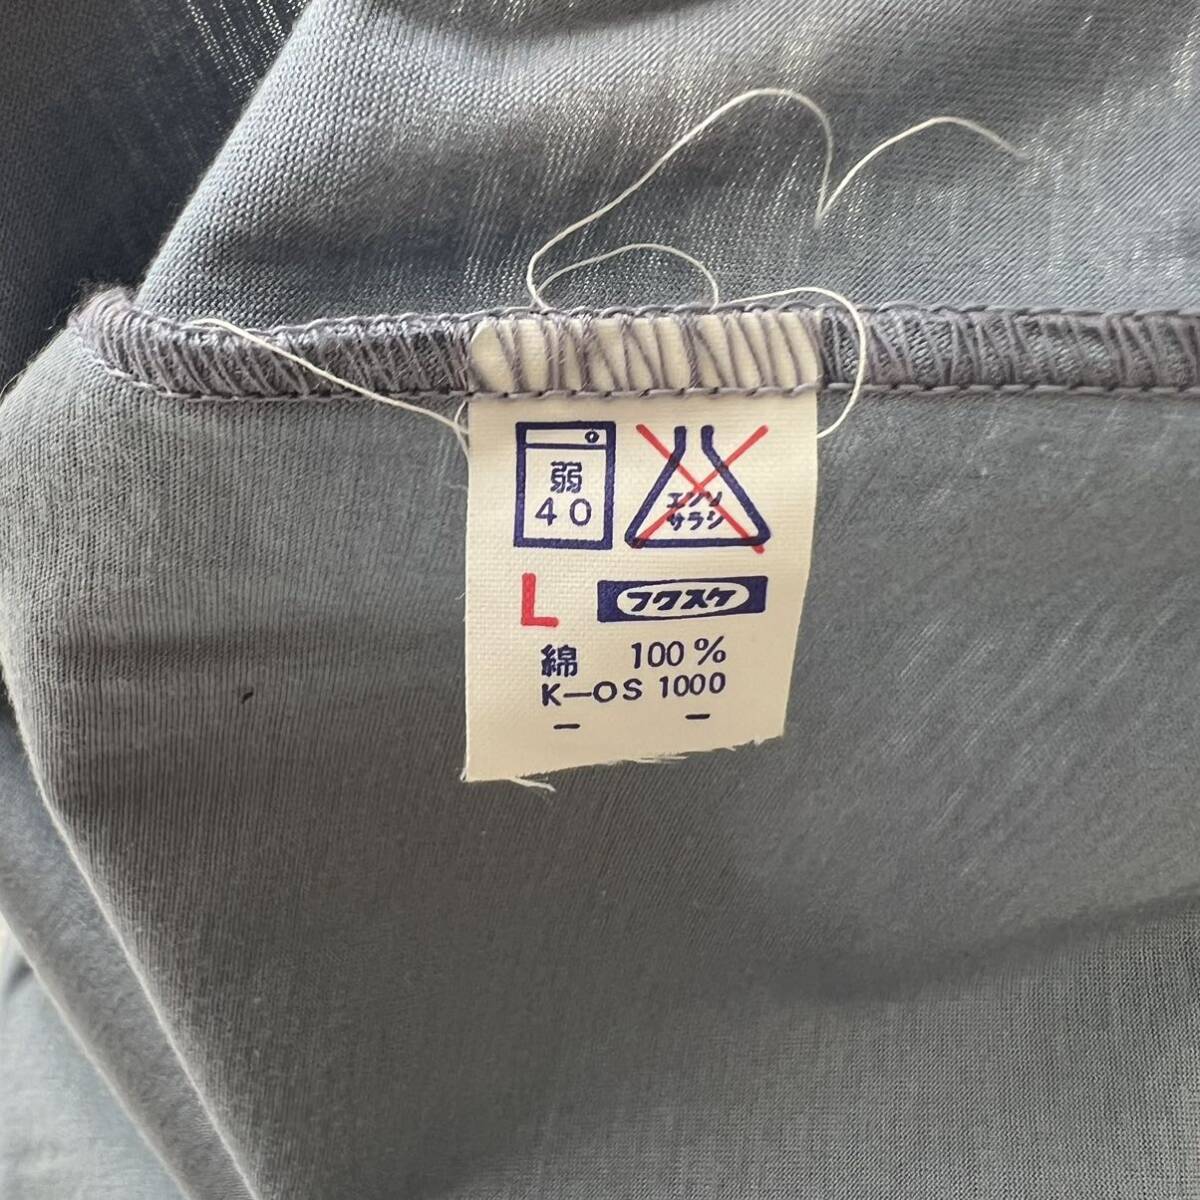 弱
40
エンソ
サラシ
L フクスケ
綿 100%
K—OS 1000
– –